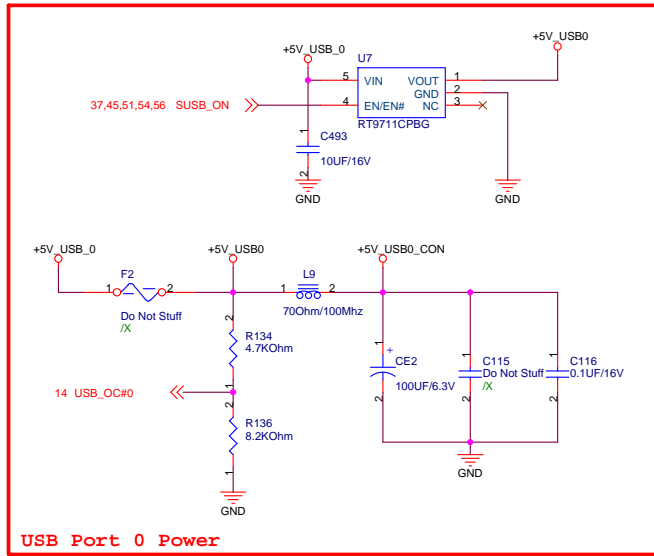 +5V_USB_0
U7
+5V_USB0
5 VIN VOUT 1
GND 2
37,45,51,54,56 SUSB_ON 4 EN/EN# NC 3
RT9711CPBG
1
C493
10UF/16V
2
GND
GND
+5V_USB_0
+5V_USB0
+5V_USB0_CON
F2
L9
1 2
1 2
Do Not Stuff
/X
70Ohm/100Mhz
2
R134
4.7KOhm
1
1
+
CE2
100UF/6.3V
2
1
C115
Do Not Stuff
/X
2
1
C116
0.1UF/16V
2
14 USB_OC#0
2
R136
8.2KOhm
1
GND
GND
USB Port 0 Power